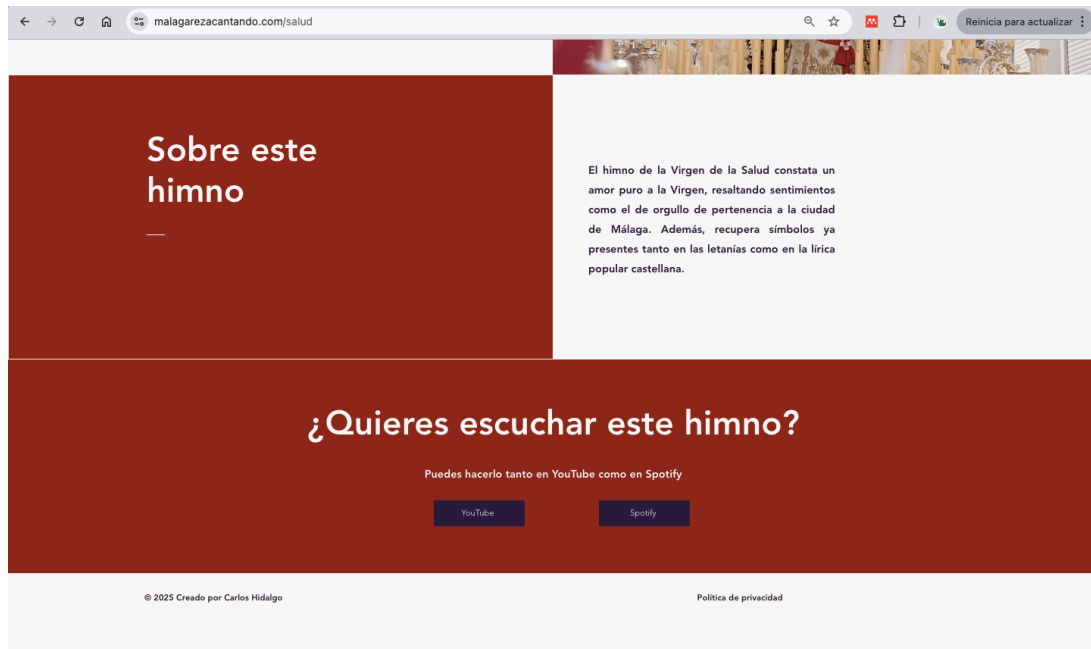 malagarezacantando.com/salud
Reinicia para actualizar
Sobre este
himno
El himno de la Virgen de la Salud constata un
amor puro a la Virgen, resaltando sentimientos
como el de orgullo de pertenencia a la ciudad
de Málaga. Además, recupera símbolos ya
presentes tanto en las letanías como en la lírica
popular castellana.
¿Quieres escuchar este himno?
Puedes hacerlo tanto en YouTube como en Spotify
YouTube
Spotify
© 2025 Creado por Carlos Hidalgo
Política de privacidad